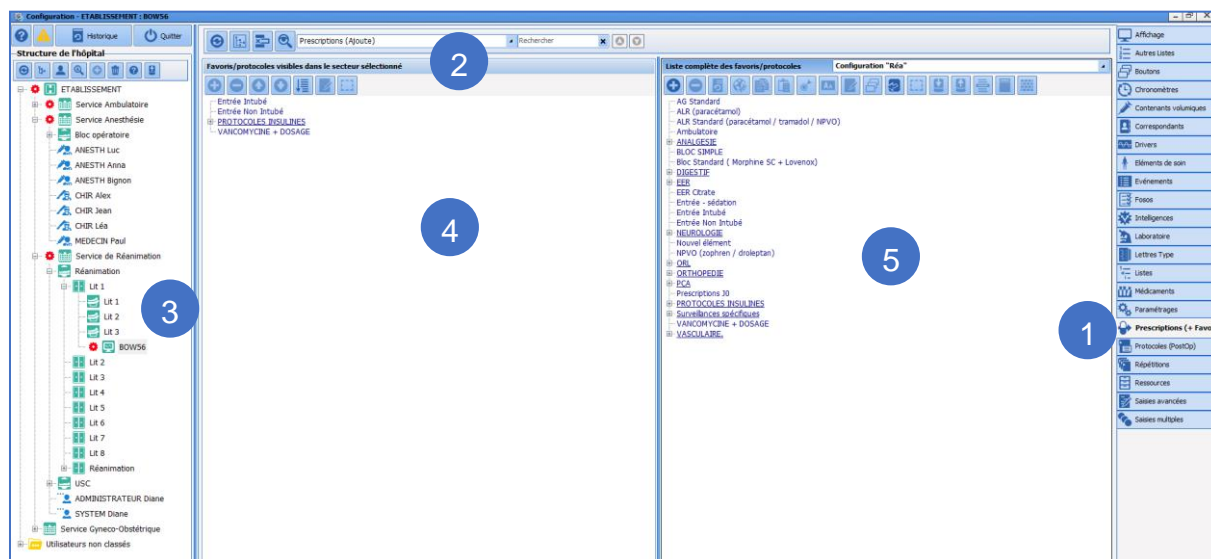 Configuration - ETABLISSEMENT : BOW56
Historique
Quitter
Structure de l'hôpital
ETABLISSEMENT
Service Ambulatoire
Service Anesthésie
Bloc opératoire
ANESTH Luc
ANESTH Anna
ANESTH Bignon
CHIR Alex
CHIR Jean
CHIR Léa
MEDECIN Paul
Service de Réanimation
Réanimation
Lit 1
Lit 1
Lit 2
Lit 3
BOW56
Lit 2
Lit 3
Lit 4
Lit 5
Lit 6
Lit 7
Lit 8
Réanimation
USC
ADMINISTRATEUR Diane
SYSTEM Diane
Service Gyneco-Obstétrique
Utilisateurs non classés
3
Prescriptions (Ajoute)
Rechercher
2
Favoris/protocoles visibles dans le secteur sélectionné
Entrée Intubé
Entrée Non Intubé
PROTOCOLES INSULINES
VANCOMYCINE + DOSAGE
4
Liste complète des favoris/protocoles
Configuration "Réa"
AG Standard
ALR (paracétamol)
ALR Standard (paracétamol / tramadol / NPVO)
Ambulatoire
ANALGESIE
BLOC SIMPLE
Bloc Standard ( Morphine SC + Lovenox)
DIGESTIF
EER
EER Citrate
Entrée - sédation
Entrée Intubé
Entrée Non Intubé
NEUROLOGIE
Nouvel élément
NPVO (zophren / droleptan)
ORL
ORTHOPEDIE
PCA
Prescriptions J0
PROTOCOLES INSULINES
Surveillances spécifiques
VANCOMYCINE + DOSAGE
VASCULAIRE.
5
Affichage
Autres Listes
Boutons
Chronomètres
Contenants volumiques
Correspondants
Drivers
Eléments de soin
Evénements
Fosos
Intelligences
Laboratoire
Lettres Type
Listes
Médicaments
Paramétrages
1
Prescriptions (+ Favo
Protocoles (PostOp)
Répétitions
Ressources
Saisies avancées
Saisies multiples